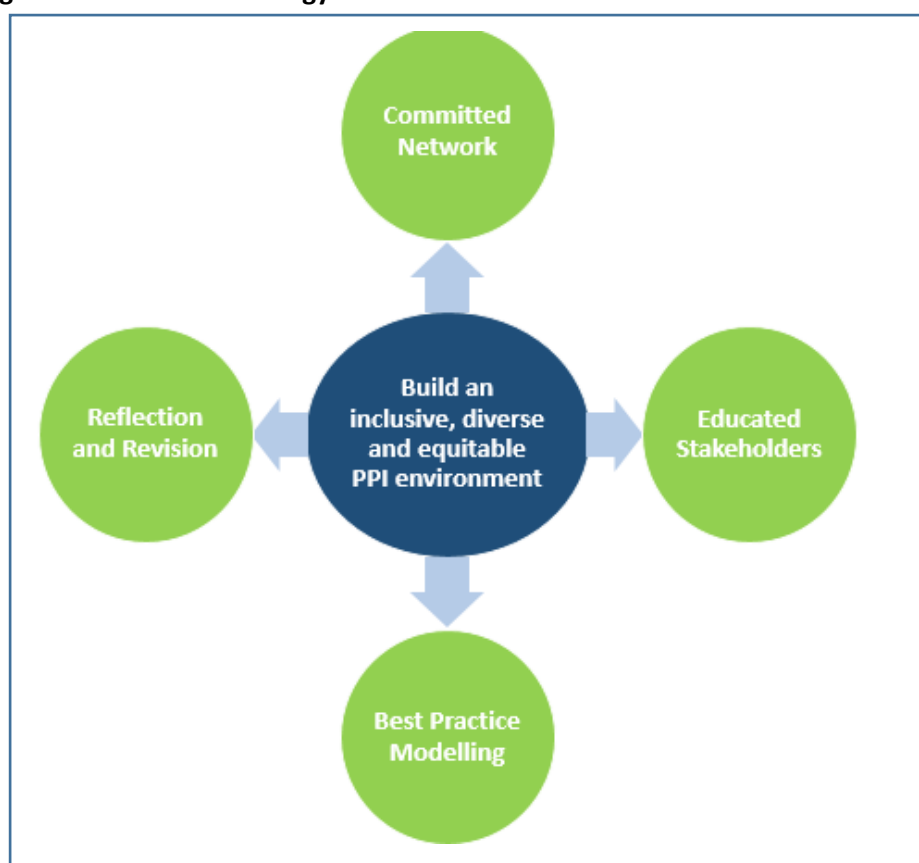 Committed
Network
Reflection
and Revision
Build an
inclusive, diverse
and equitable
PPI environment
Educated
Stakeholders
Best Practice
Modelling